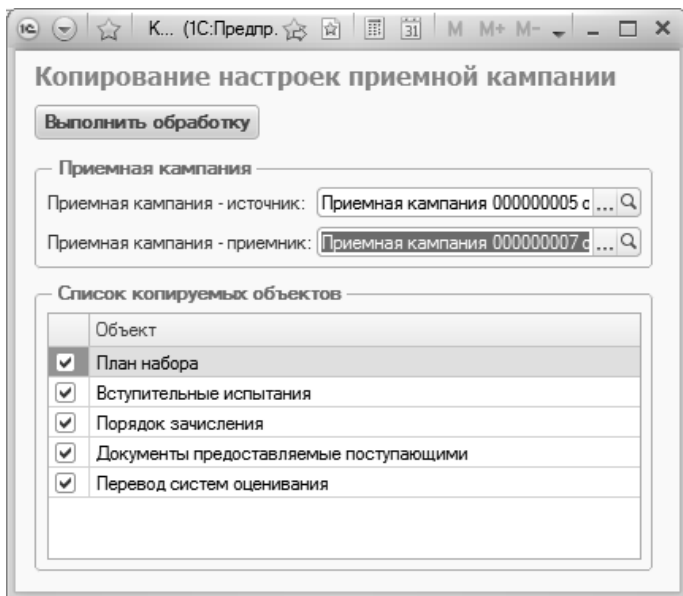 1С К... (1С:Предпр. 31 M M+ M-
Копирование настроек приемной кампании
Выполнить обработку
Приемная кампания
Приемная кампания - источник: Приемная кампания 000000005 с ...
Приемная кампания - приемник: Приемная кампания 000000007 с ...
Список копируемых объектов
Объект
План набора
Вступительные испытания
Порядок зачисления
Документы предоставляемые поступающими
Перевод систем оценивания